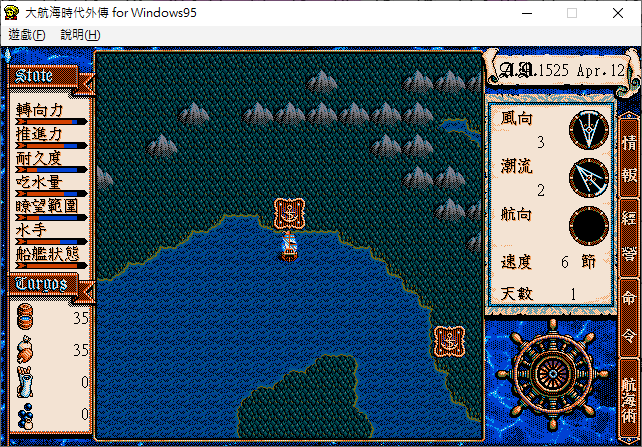 大航海時代外傳 for Windows95
遊戲(F) 說明(H)
State
轉向力
推進力
耐久度
吃水量
瞭望範圍
水手
船艦狀態
Cargos
35
35
0
0
A.D.1525 Apr.12
風向
3
潮流
2
航向
速度 6 節
天數 1
情報
經營
命令
航海術